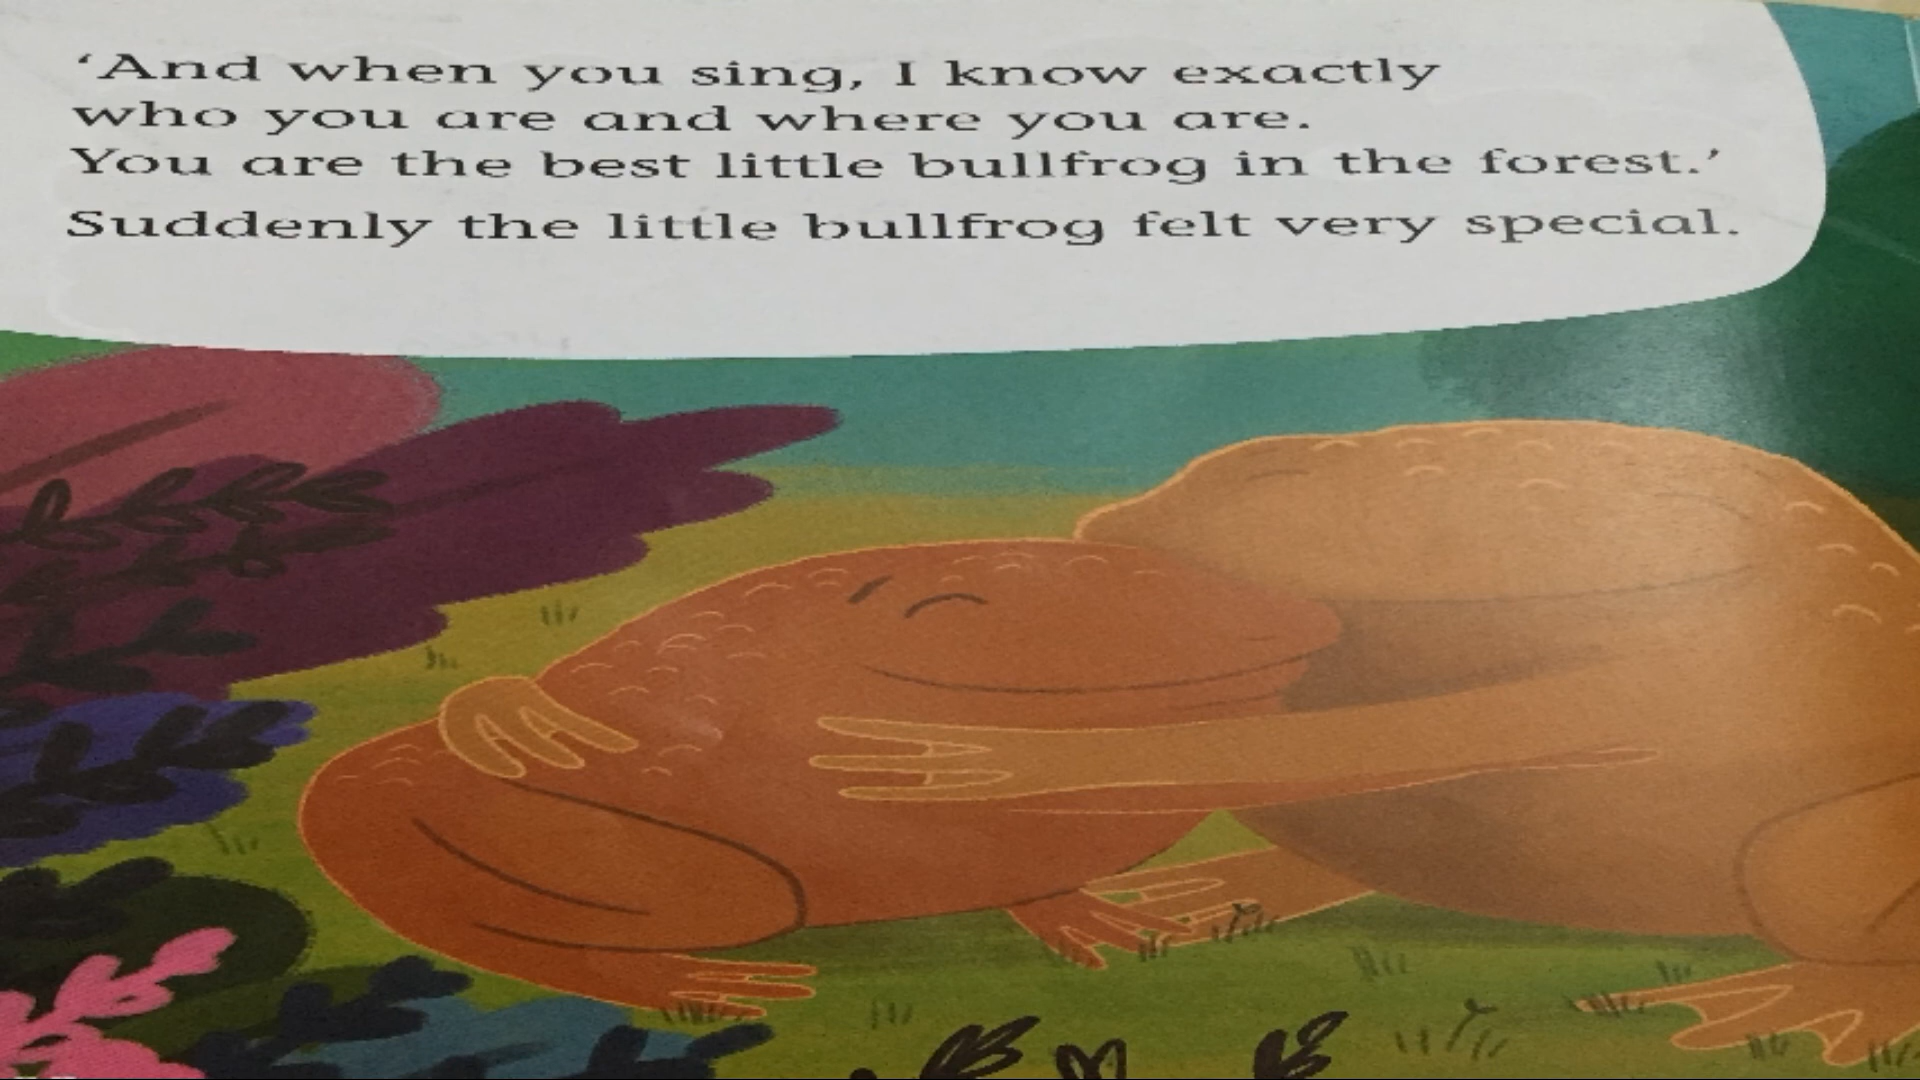 ‘And when you sing, I know exactly
who you are and where you are.
You are the best little bullfrog in the forest.’
Suddenly the little bullfrog felt very special.